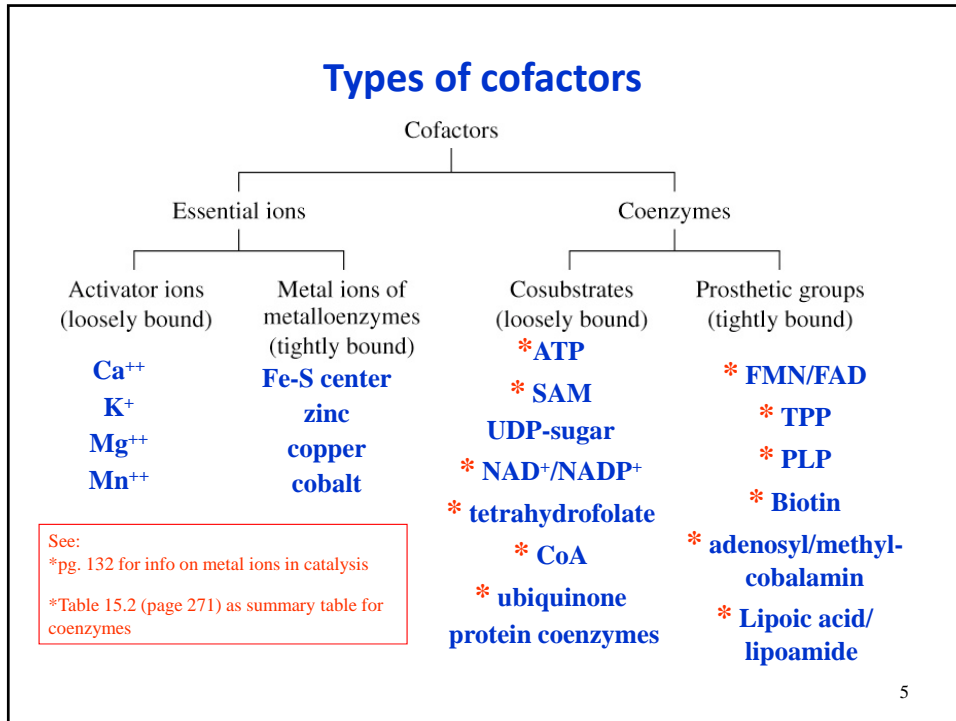 Types of cofactors
Cofactors
Essential ions
Coenzymes
Activator ions
(loosely bound)
Ca++
K+
Mg++
Mn++
Metal ions of
metalloenzymes
(tightly bound)
Fe-S center
zinc
copper
cobalt
Cosubstrates
(loosely bound)
*ATP
* SAM
UDP-sugar
* NAD+/NADP+
* tetrahydrofolate
* CoA
* ubiquinone
protein coenzymes
Prosthetic groups
(tightly bound)
* FMN/FAD
* TPP
* PLP
* Biotin
* adenosyl/methyl-
cobalamin
* Lipoic acid/
lipoamide
See:
*pg. 132 for info on metal ions in catalysis
*Table 15.2 (page 271) as summary table for
coenzymes
5